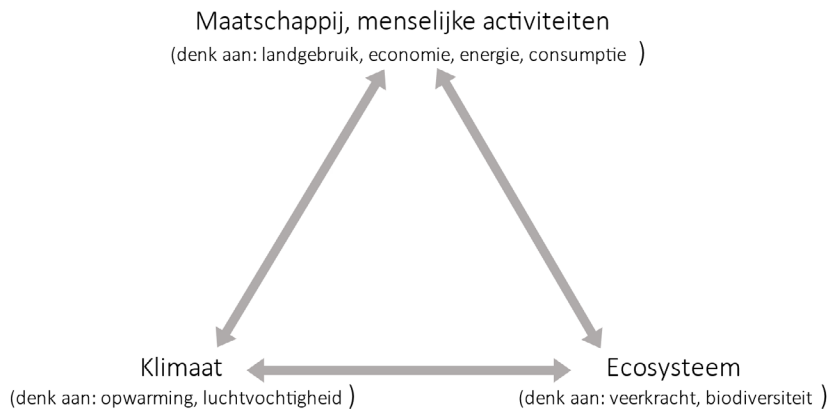 Maatschappij, menselijke activiteiten
(denk aan: landgebruik, economie, energie, consumptie )
Klimaat
(denk aan: opwarming, luchtvochtigheid )
Ecosysteem
(denk aan: veerkracht, biodiversiteit )